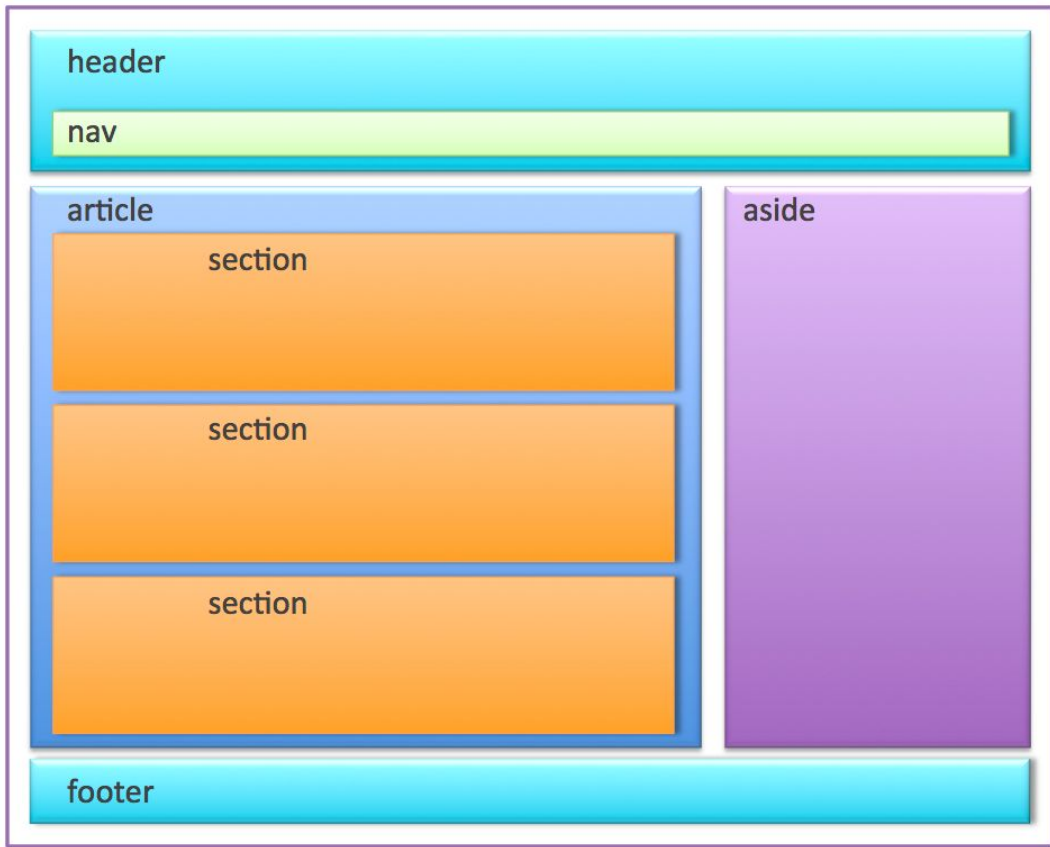 header
nav
article
section
section
section
aside
footer